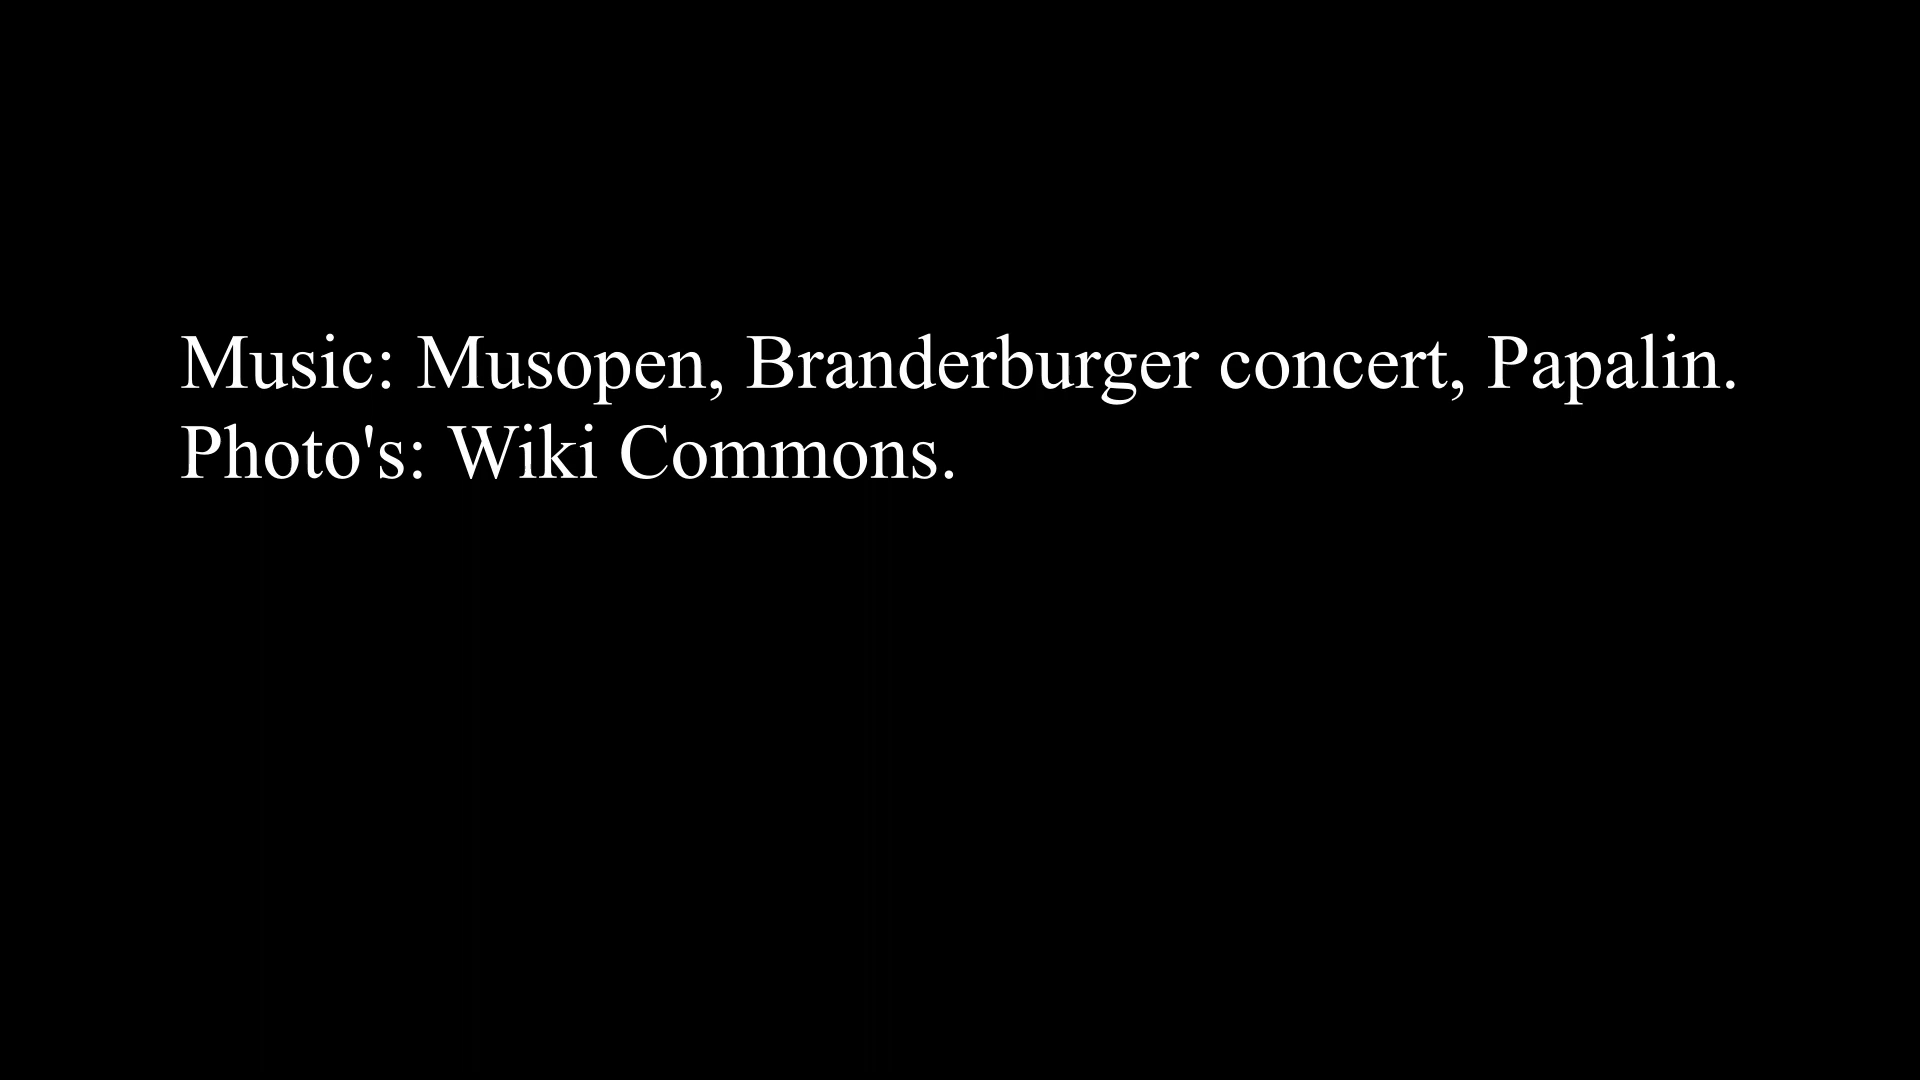 Music: Musopen, Branderburger concert, Papalin.
Photo's: Wiki Commons.